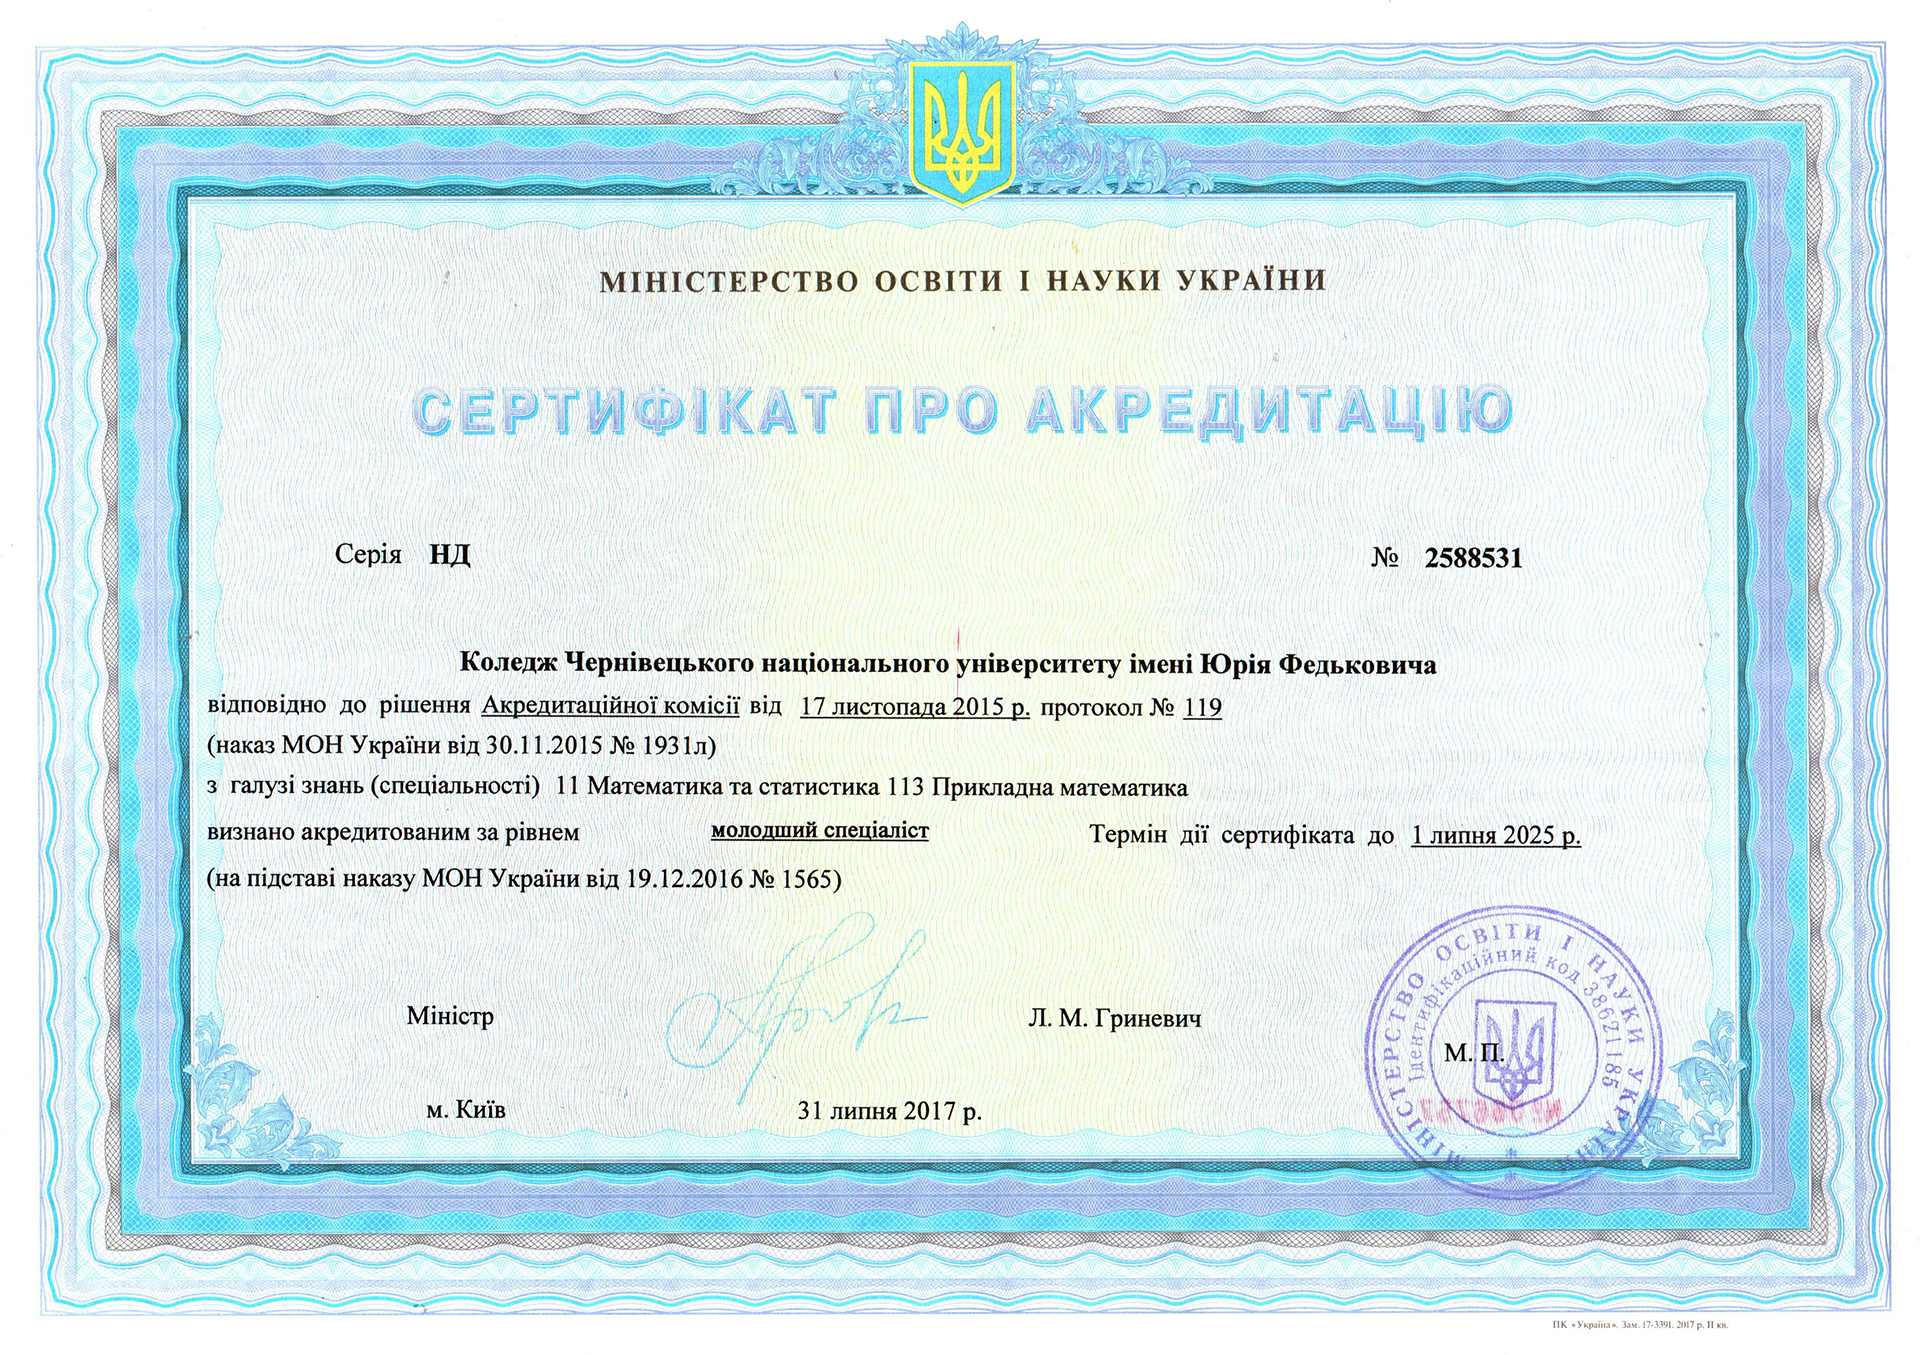 МІНІСТЕРСТВО ОСВІТИ І НАУКИ УКРАЇНИ
СЕРТИФІКАТ ПРО АКРЕДИТАЦІЮ
Серія НД № 2588531
Коледж Чернівецького національного університету імені Юрія Федьковича
відповідно до рішення Акредитаційної комісії від 17 листопада 2015 р. протокол № 119
(наказ МОН України від 30.11.2015 № 1931л)
з галузі знань (спеціальності) 11 Математика та статистика 113 Прикладна математика
визнано акредитованим за рівнем молодший спеціаліст Термін дії сертифіката до 1 липня 2025 р.
(на підставі наказу МОН України від 19.12.2016 № 1565)
Міністр Л. М. Гриневич
М. П.
МІНІСТЕРСТВО ОСВІТИ І НАУКИ УКРАЇНИ
Ідентифікаційний код 38621185
м. Київ 31 липня 2017 р.
ПК «Україна». Зам. 17-3391. 2017 р. II кв.